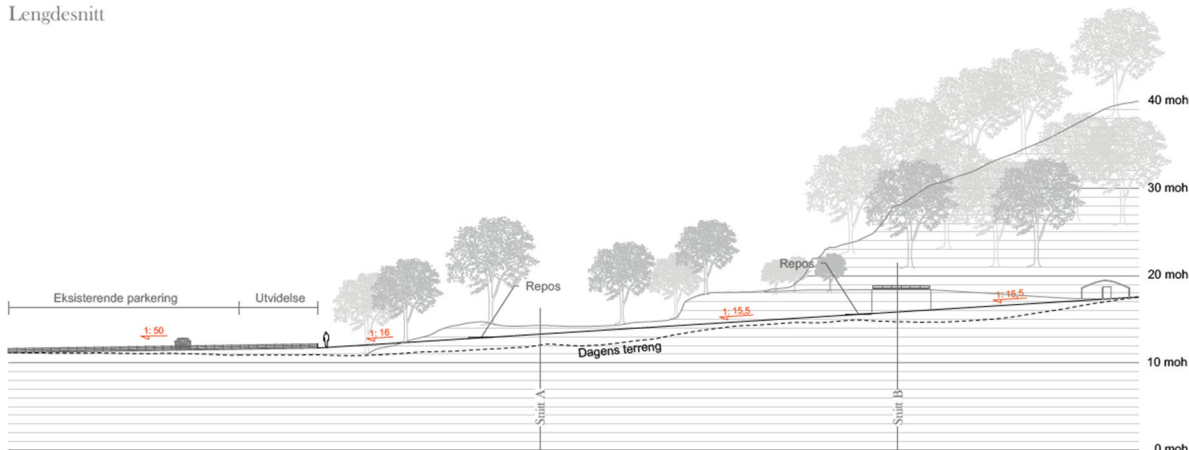 Lengdesnitt
40 moh
30 moh
20 moh
Repos
Eksisterende parkering
Utvidelse
Repos
1: 16,5
1: 15,5
1: 50
1: 16
Dagens terreng
10 moh
Snitt A
Snitt B
0 moh